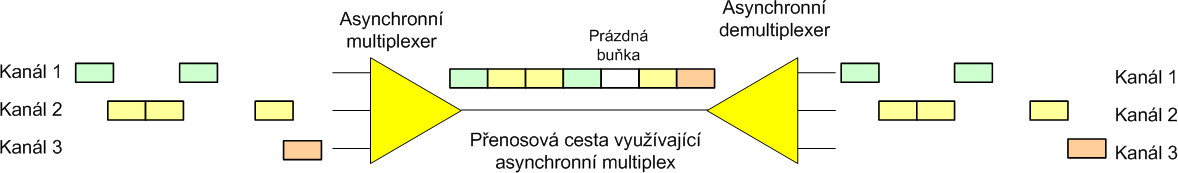 Asynchronní
multiplexer
Asynchronní
demultiplexer
Prázdná
buňka
Kanál 1
Kanál 2
Kanál 3
Kanál 1
Kanál 2
Kanál 3
Přenosová cesta využívající
asynchronní multiplex